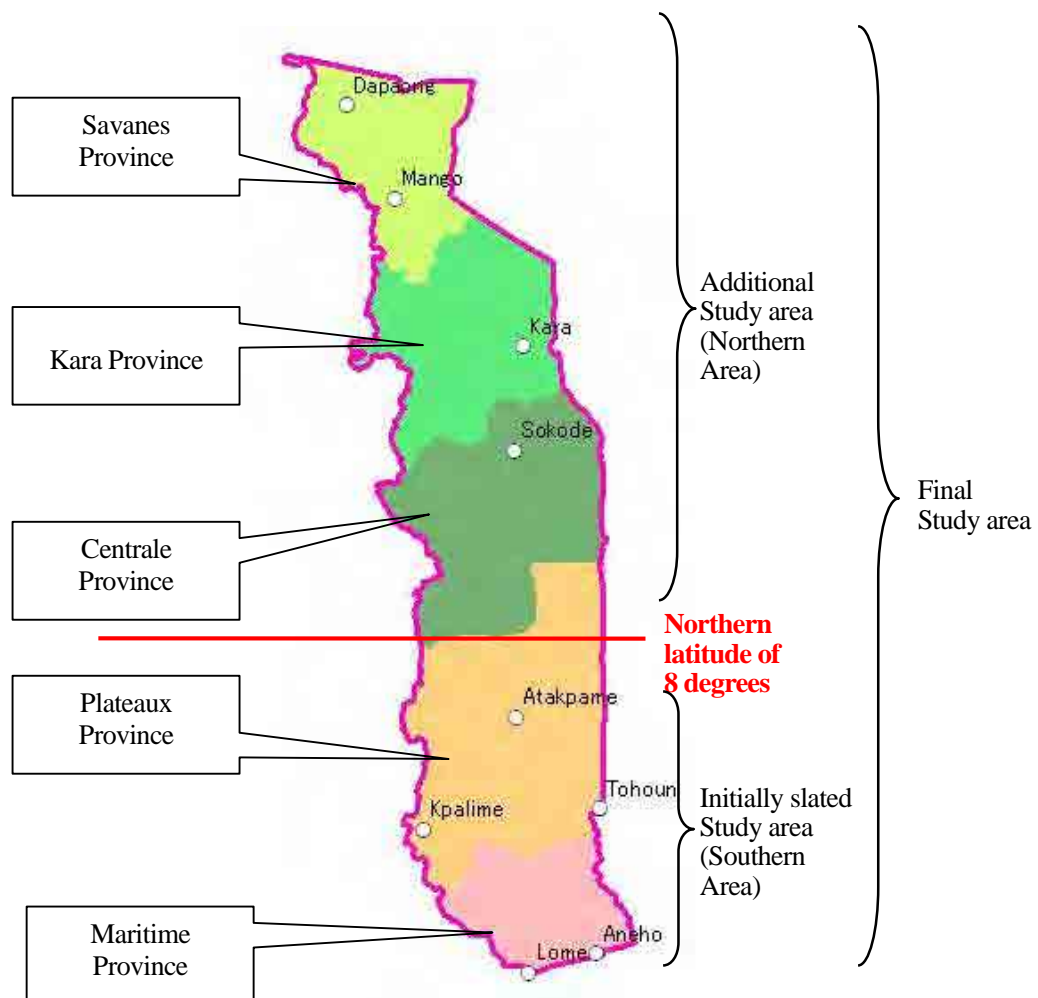 Dapaong
Savanes
Province
Mango
Additional
Study area
(Northern
Area)
Kara
Kara Province
Sokode
Final
Study area
Centrale
Province
Northern
latitude of
8 degrees
Plateaux
Province
Atakpame
Tohoun
Initially slated
Study area
(Southern
Area)
Kpalime
Maritime
Province
Aneho
Lome